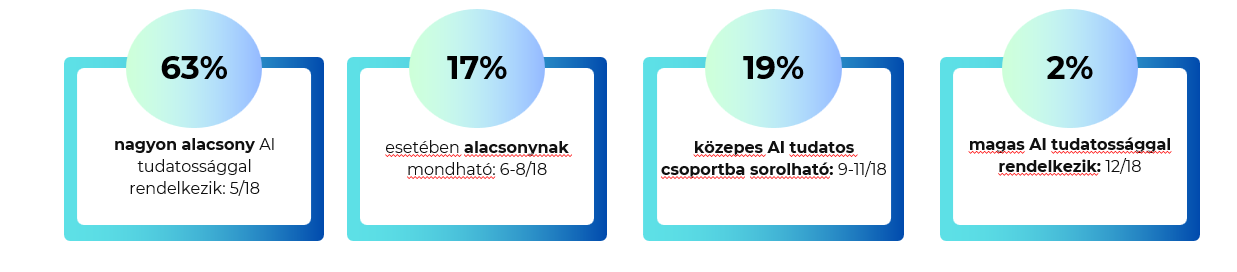 63%
nagyon alacsony AI
tudatossággal
rendelkezik: 5/18
17%
esetében alacsonynak
mondható: 6-8/18
19%
közepes AI tudatos
csoportba sorolható: 9-11/18
2%
magas AI tudatossággal
rendelkezik: 12/18